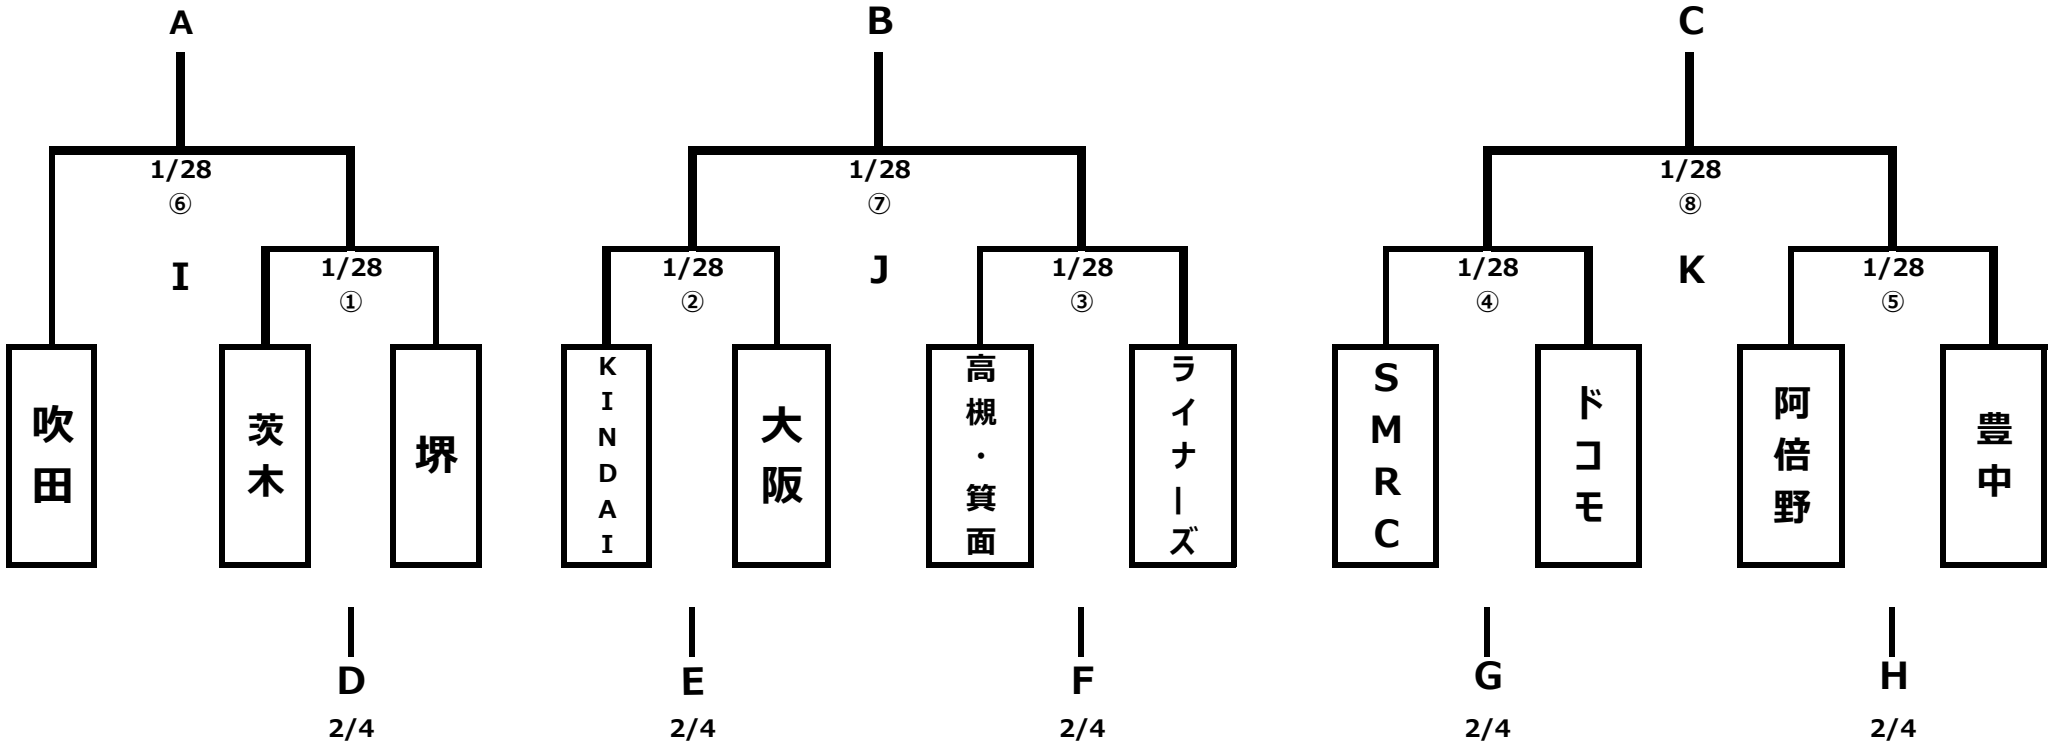 A B C
1/28 1/28 1/28
⑥ ⑦ ⑧
I J K
1/28 1/28 1/28 1/28 1/28
① ② ③ ④ ⑤
吹田
茨木
堺
KINDAI
大阪
高槻・箕面
ライナーズ
SMRC
ドコモ
阿倍野
豊中
D E F G H
2/4 2/4 2/4 2/4 2/4